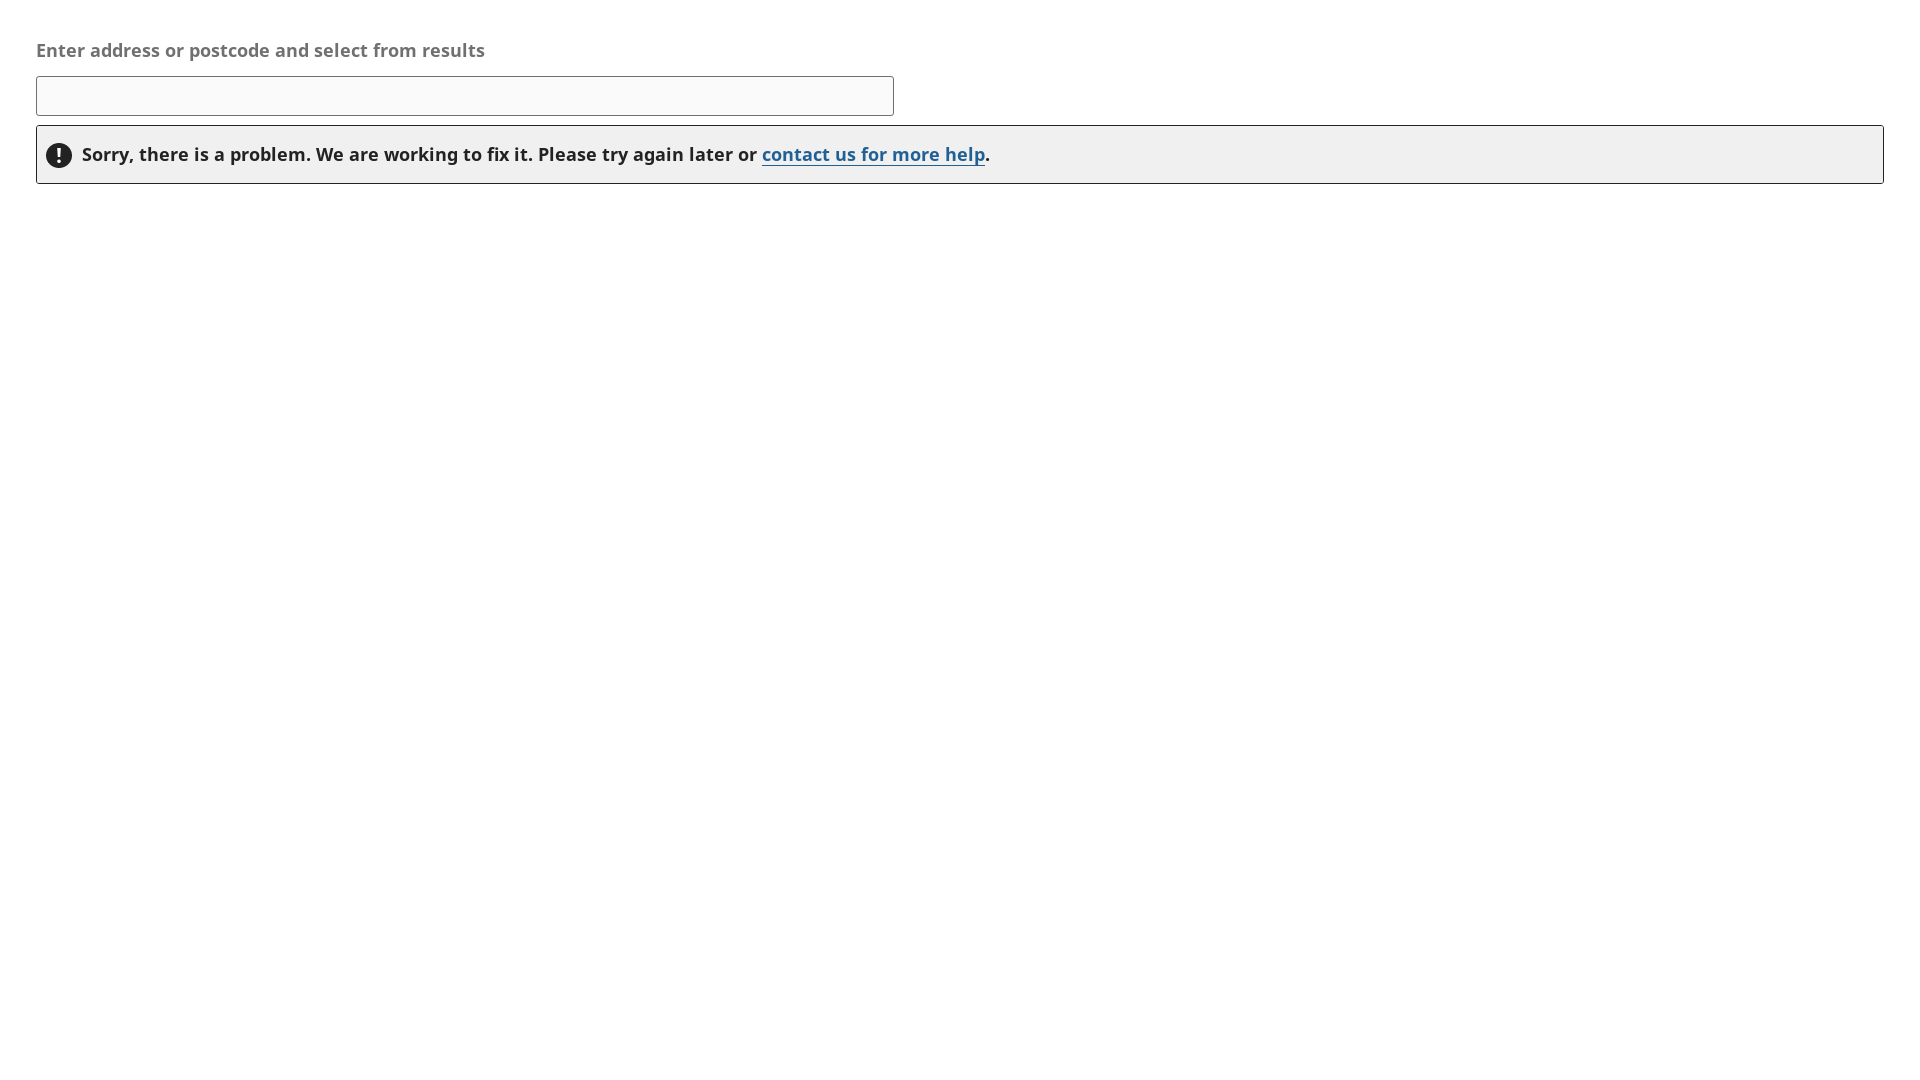 Enter address or postcode and select from results
Sorry, there is a problem. We are working to fix it. Please try again later or contact us for more help.